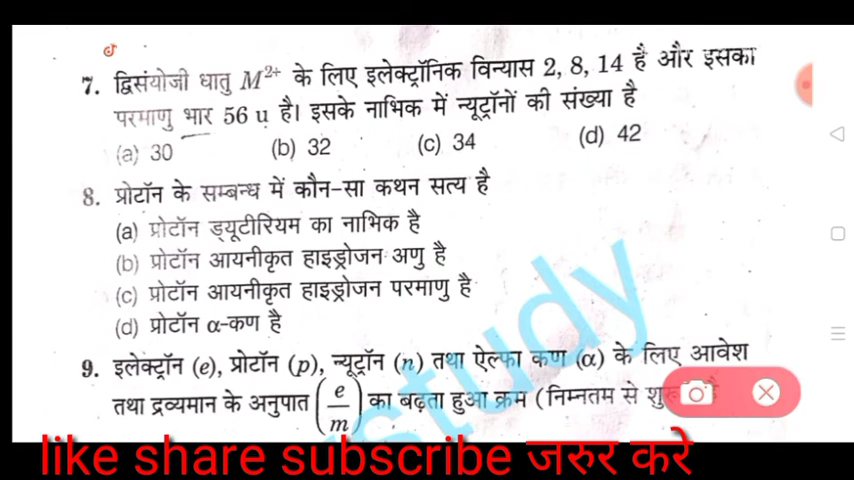 7. द्विसंयोजी धातु M²⁺ के लिए इलेक्ट्रॉनिक विन्यास 2, 8, 14 है और इसका
परमाणु भार 56 u है। इसके नाभिक में न्यूट्रॉनों की संख्या है
(a) 30 (b) 32 (c) 34 (d) 42
8. प्रोटॉन के सम्बन्ध में कौन-सा कथन सत्य है
(a) प्रोटॉन ड्यूटीरियम का नाभिक है
(b) प्रोटॉन आयनीकृत हाइड्रोजन अणु है
(c) प्रोटॉन आयनीकृत हाइड्रोजन परमाणु है
(d) प्रोटॉन α-कण है
9. इलेक्ट्रॉन (e), प्रोटॉन (p), न्यूट्रॉन (n) तथा ऐल्फा कण (α) के लिए आवेश
तथा द्रव्यमान के अनुपात (e/m) का बढ़ता हुआ क्रम (निम्नतम से
study
like share subscribe जरुर करे